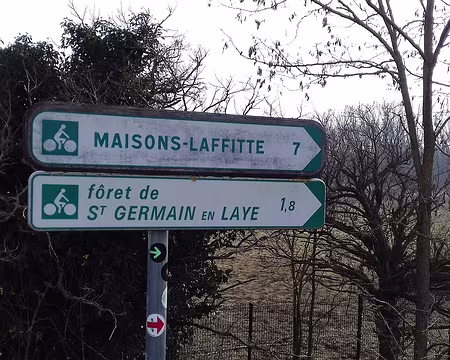 MAISONS-LAFFITTE 7
fôret de
ST GERMAIN EN LAYE 1,8